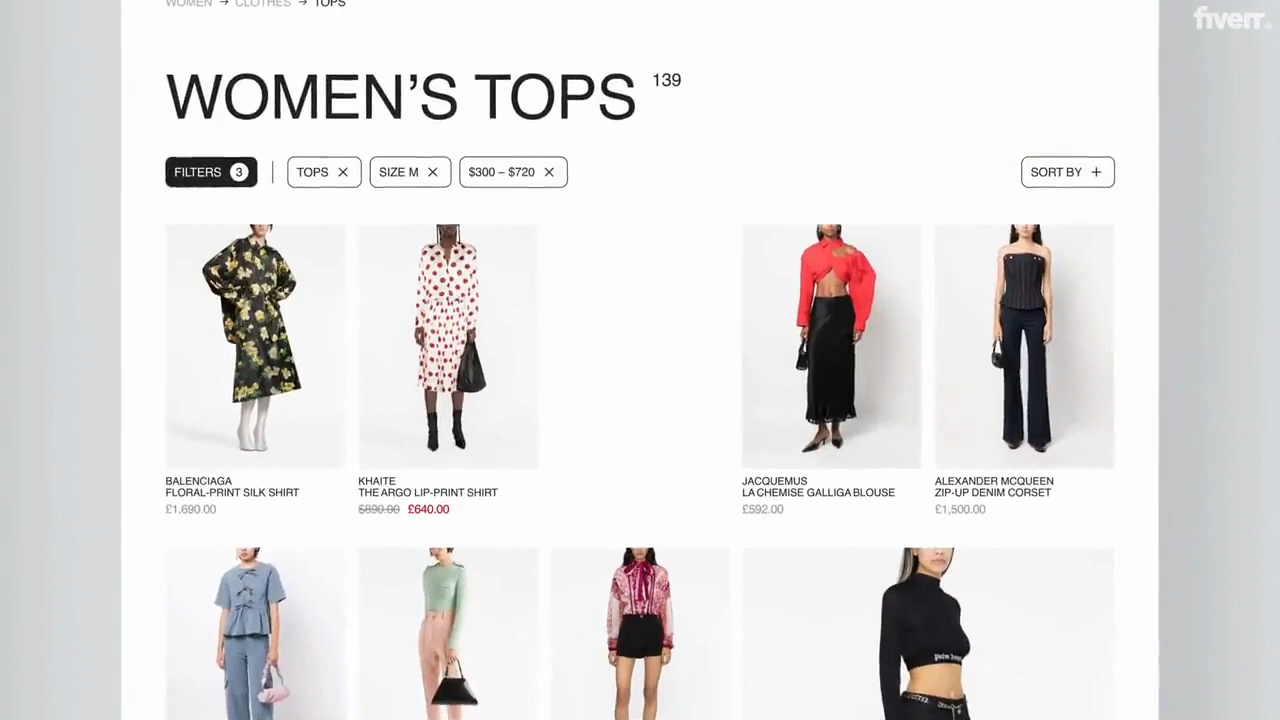 WOMEN → CLOTHES → TOPS
fiverr.
WOMEN'S TOPS 139
FILTERS 3 TOPS × SIZE M × $300 – $720 × SORT BY +
BALENCIAGA
FLORAL-PRINT SILK SHIRT
£1,690.00
KHAITE
THE ARGO LIP-PRINT SHIRT
$890.00 £640.00
JACQUEMUS
LA CHEMISE GALLIGA BLOUSE
£592.00
ALEXANDER MCQUEEN
ZIP-UP DENIM CORSET
£1,500.00